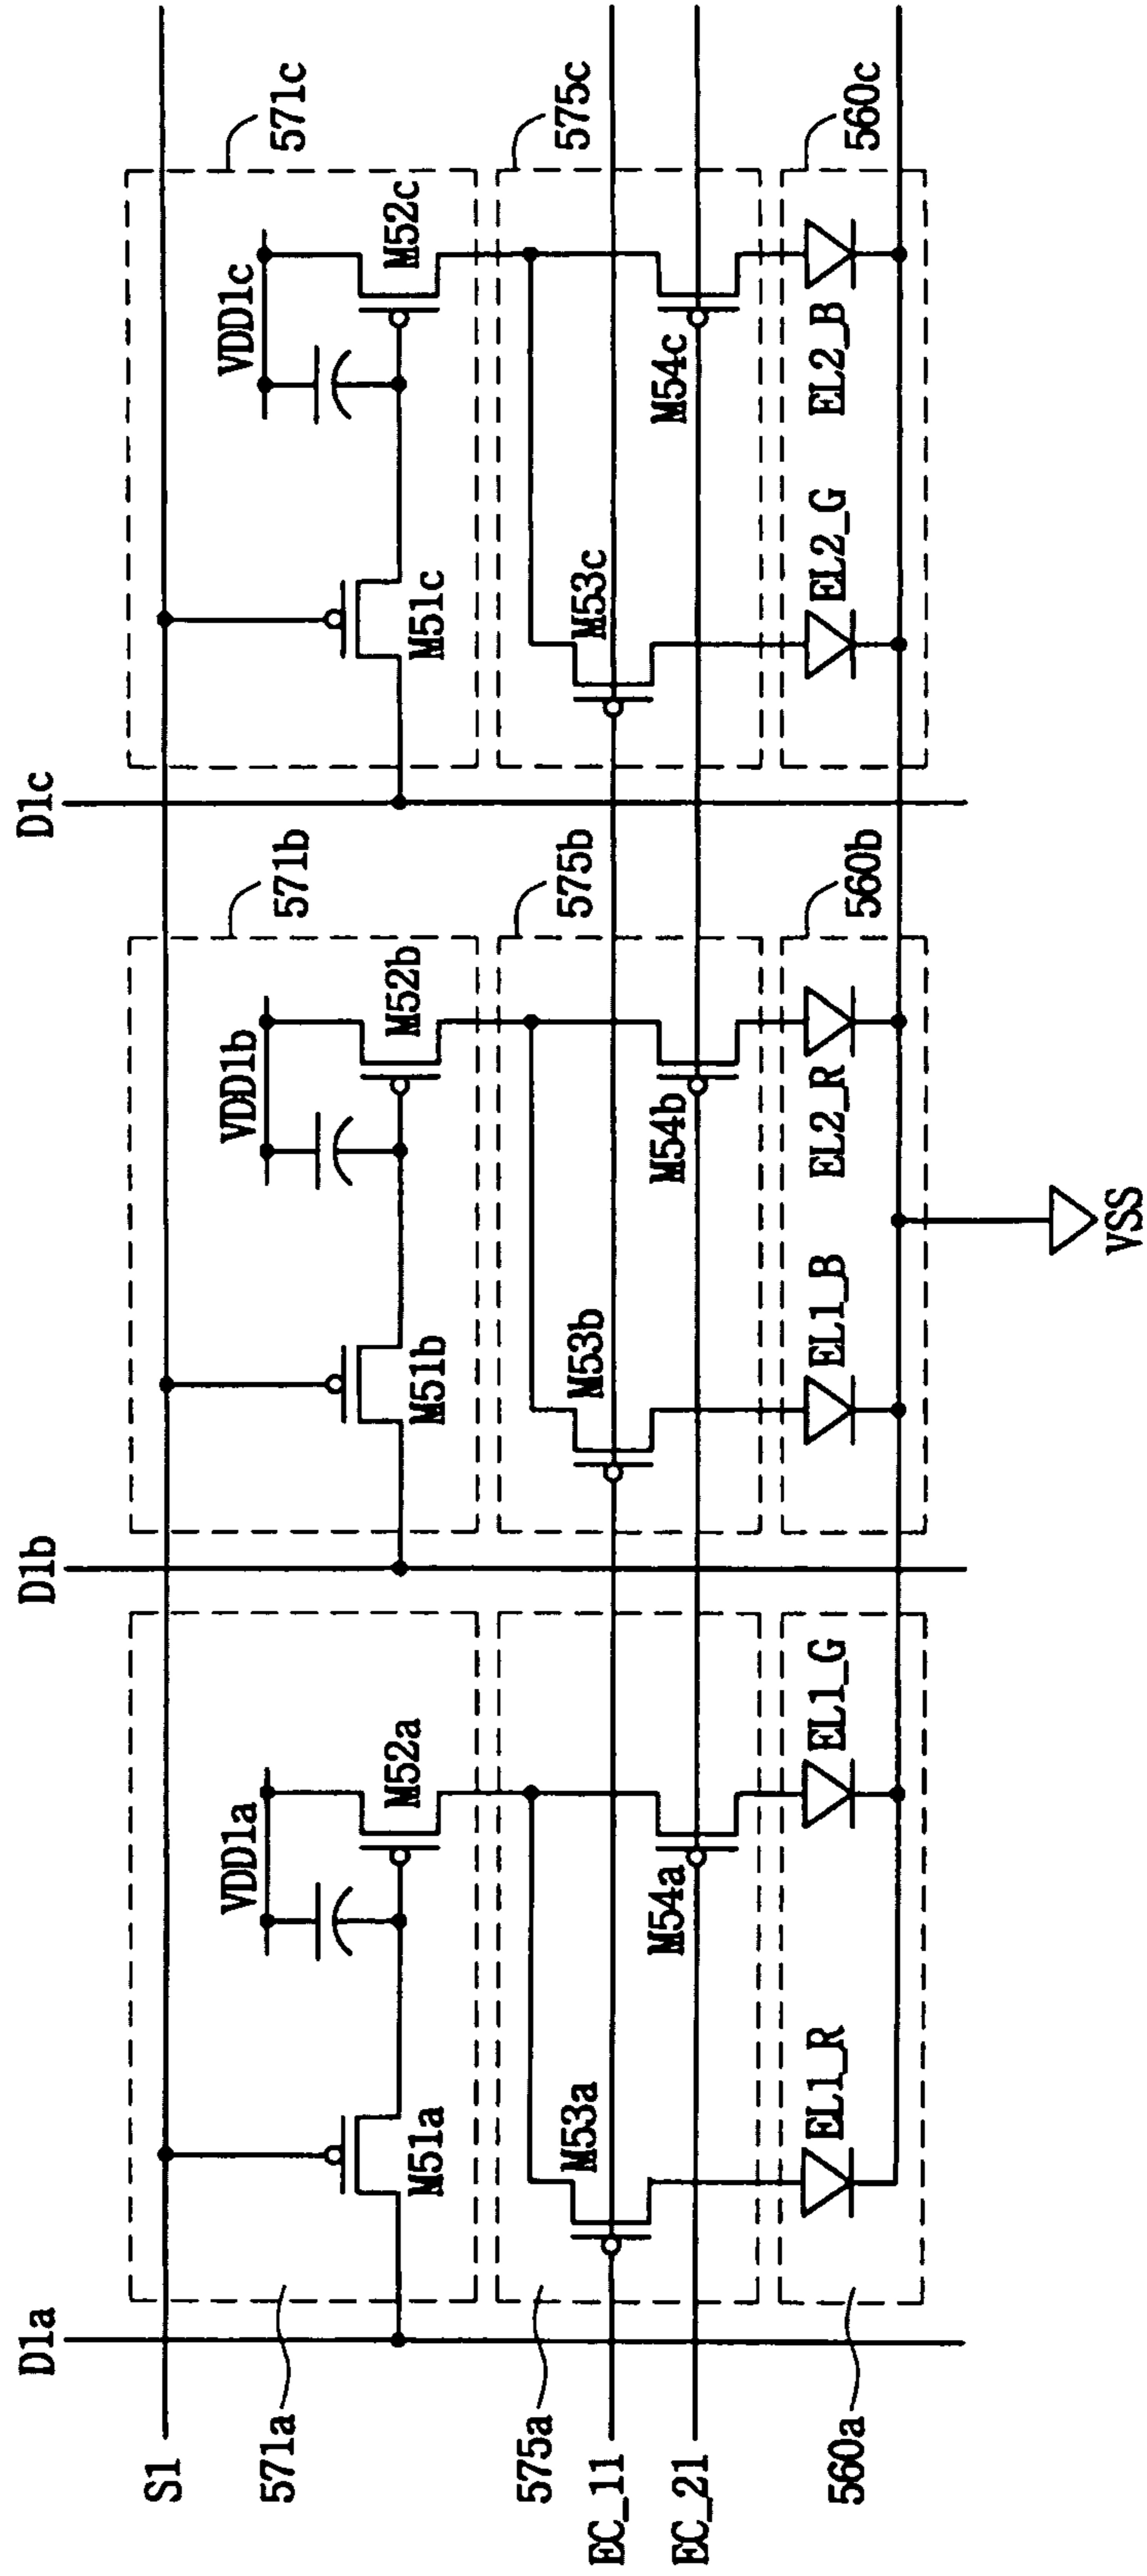 D1a
D1b
D1c
S1
571a
571b
571c
VDD1a
VDD1b
VDD1c
M51a
M52a
M51b
M52b
M51c
M52c
575a
575b
575c
EC_11
M53a
M53b
M53c
EC_21
M54a
M54b
M54c
560a
560b
560c
EL1_R
EL1_G
EL1_B
EL2_R
EL2_G
EL2_B
VSS